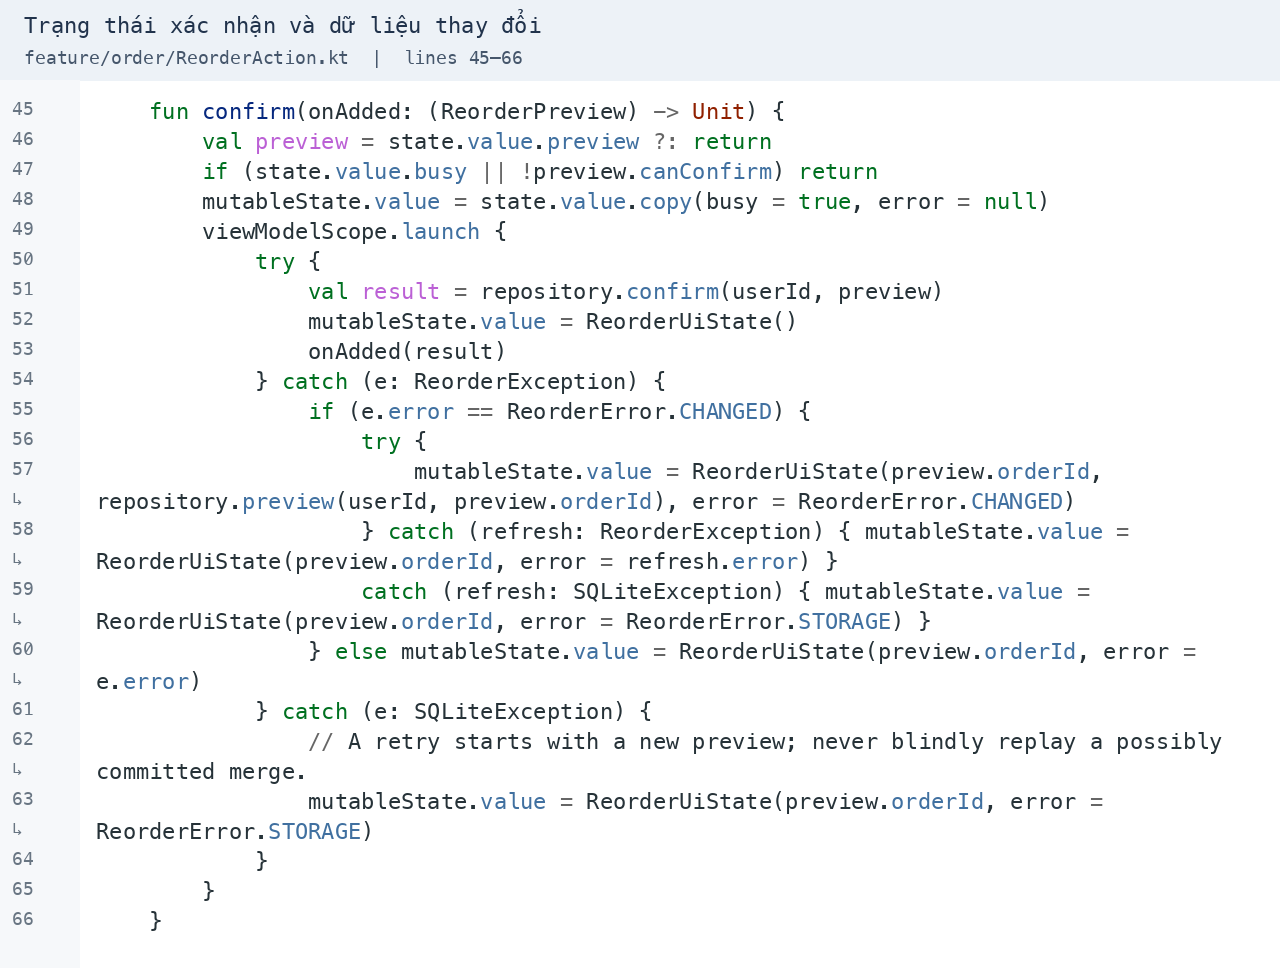 Trạng thái xác nhận và dữ liệu thay đổi
feature/order/ReorderAction.kt | lines 45–66
45     fun confirm(onAdded: (ReorderPreview) -> Unit) {
46         val preview = state.value.preview ?: return
47         if (state.value.busy || !preview.canConfirm) return
48         mutableState.value = state.value.copy(busy = true, error = null)
49         viewModelScope.launch {
50             try {
51                 val result = repository.confirm(userId, preview)
52                 mutableState.value = ReorderUiState()
53                 onAdded(result)
54             } catch (e: ReorderException) {
55                 if (e.error == ReorderError.CHANGED) {
56                     try {
57                         mutableState.value = ReorderUiState(preview.orderId,
↳ repository.preview(userId, preview.orderId), error = ReorderError.CHANGED)
58                     } catch (refresh: ReorderException) { mutableState.value =
↳ ReorderUiState(preview.orderId, error = refresh.error) }
59                     catch (refresh: SQLiteException) { mutableState.value =
↳ ReorderUiState(preview.orderId, error = ReorderError.STORAGE) }
60                 } else mutableState.value = ReorderUiState(preview.orderId, error =
↳ e.error)
61             } catch (e: SQLiteException) {
62                 // A retry starts with a new preview; never blindly replay a possibly
↳ committed merge.
63                 mutableState.value = ReorderUiState(preview.orderId, error =
↳ ReorderError.STORAGE)
64             }
65         }
66     }